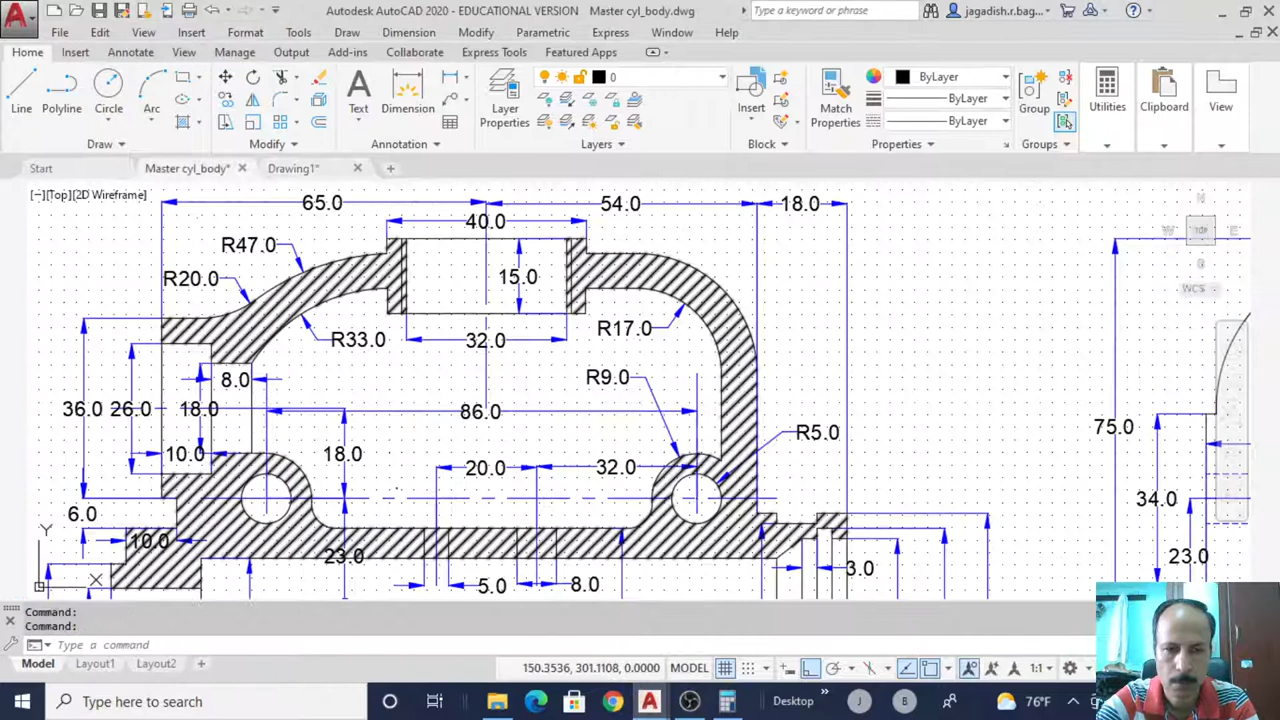 Autodesk AutoCAD 2020 - EDUCATIONAL VERSION Master cyl_body.dwg
Type a keyword or phrase
jagadish.r.bag...
File Edit View Insert Format Tools Draw Dimension Modify Parametric Express Window Help
Home Insert Annotate View Manage Output Add-ins Collaborate Express Tools Featured Apps
Line Polyline Circle Arc
Text Dimension
Layer Properties
0
Insert
Match Properties
ByLayer
ByLayer
ByLayer
Group
Utilities Clipboard View
Draw Modify Annotation Layers Block Properties Groups
Start Master cyl_body* Drawing1*
[−][Top][2D Wireframe]
65.0 54.0 18.0
40.0
R47.0
R20.0
15.0
R33.0 32.0 R17.0
8.0 R9.0
36.0 26.0 18.0 86.0
R5.0
10.0 18.0
20.0 32.0
6.0
10.0 23.0
5.0 8.0 3.0
75.0
34.0
23.0
N
W TOP E
WCS
Y
X
Command:
Command:
Type a command
Model Layout1 Layout2
150.3536, 301.1108, 0.0000 MODEL 1:1
Type here to search
Desktop
J B
76°F